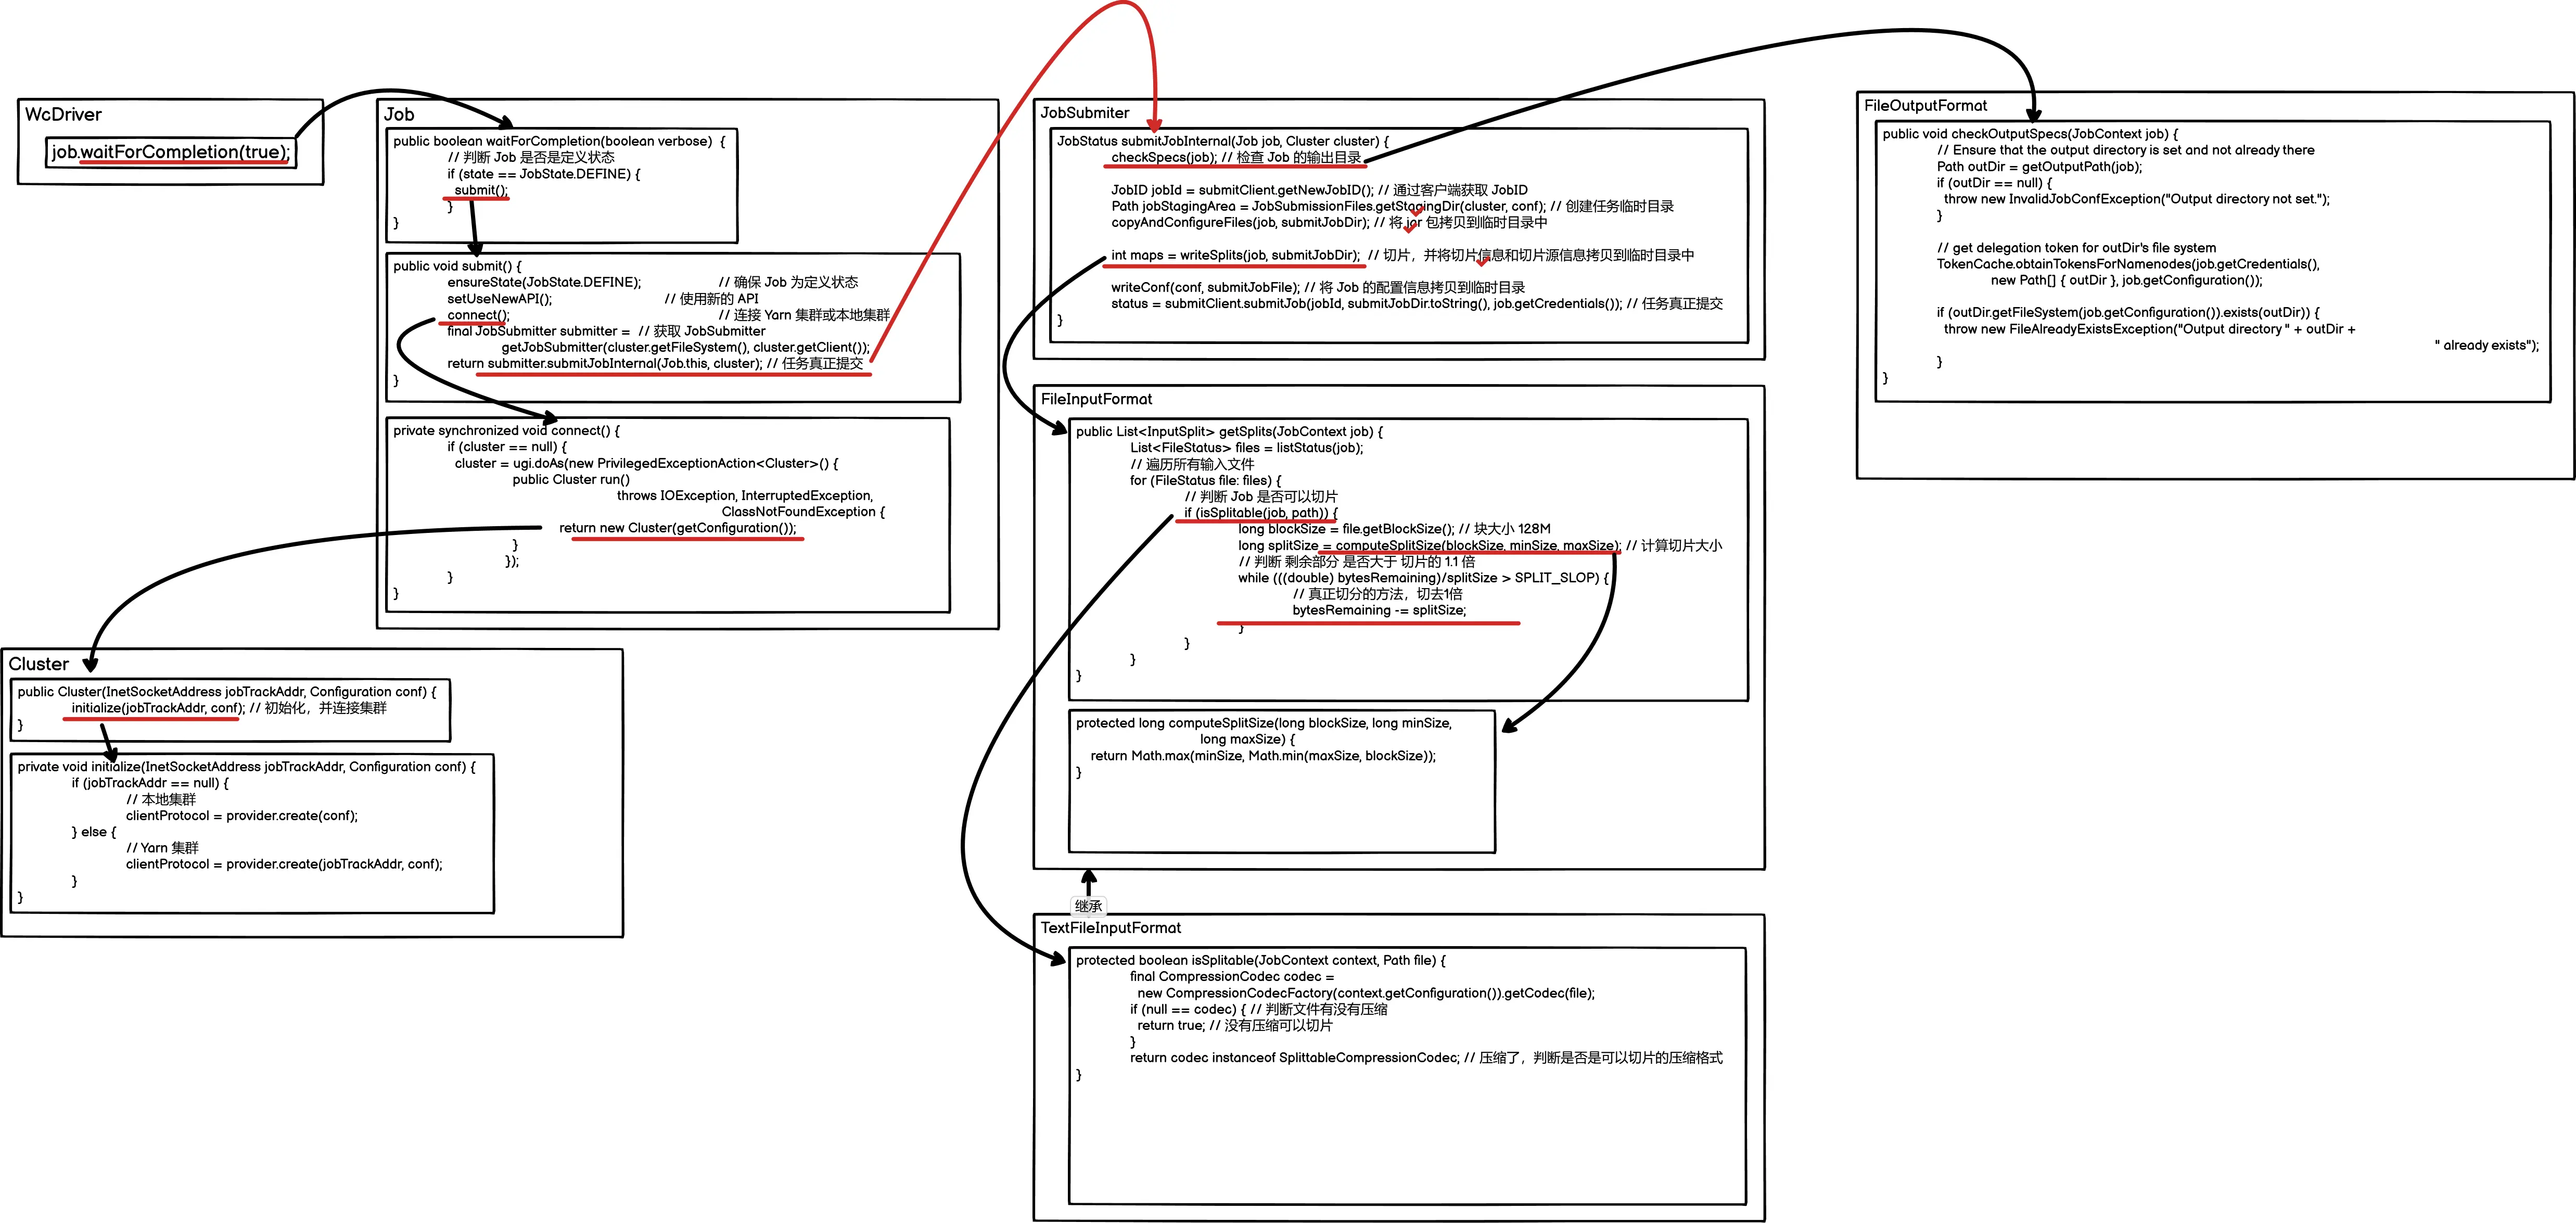 WcDriver
job.waitForCompletion(true);
Job
public boolean waitForCompletion(boolean verbose) {
// 判断 Job 是否是定义状态
if (state == JobState.DEFINE) {
submit();
}
}
public void submit() {
ensureState(JobState.DEFINE); // 确保 Job 为定义状态
setUseNewAPI(); // 使用新的 API
connect(); // 连接 Yarn 集群或本地集群
final JobSubmitter submitter = // 获取 JobSubmitter
getJobSubmitter(cluster.getFileSystem(), cluster.getClient());
return submitter.submitJobInternal(Job.this, cluster); // 任务真正提交
}
private synchronized void connect() {
if (cluster == null) {
cluster = ugi.doAs(new PrivilegedExceptionAction<Cluster>() {
public Cluster run()
throws IOException, InterruptedException,
ClassNotFoundException {
return new Cluster(getConfiguration());
}
});
}
}
Cluster
public Cluster(InetSocketAddress jobTrackAddr, Configuration conf) {
initialize(jobTrackAddr, conf); // 初始化，并连接集群
}
private void initialize(InetSocketAddress jobTrackAddr, Configuration conf) {
if (jobTrackAddr == null) {
// 本地集群
clientProtocol = provider.create(conf);
} else {
// Yarn 集群
clientProtocol = provider.create(jobTrackAddr, conf);
}
}
JobSubmiter
JobStatus submitJobInternal(Job job, Cluster cluster) {
checkSpecs(job); // 检查 Job 的输出目录
JobID jobId = submitClient.getNewJobID(); // 通过客户端获取 JobID
Path jobStagingArea = JobSubmissionFiles.getStagingDir(cluster, conf); // 创建任务临时目录
copyAndConfigureFiles(job, submitJobDir); // 将 jar 包拷贝到临时目录中
int maps = writeSplits(job, submitJobDir); // 切片，并将切片信息和切片源信息拷贝到临时目录中
writeConf(conf, submitJobFile); // 将 Job 的配置信息拷贝到临时目录
status = submitClient.submitJob(jobId, submitJobDir.toString(), job.getCredentials()); // 任务真正提交
}
FileInputFormat
public List<InputSplit> getSplits(JobContext job) {
List<FileStatus> files = listStatus(job);
// 遍历所有输入文件
for (FileStatus file: files) {
// 判断 Job 是否可以切片
if (isSplitable(job, path)) {
long blockSize = file.getBlockSize(); // 块大小 128M
long splitSize = computeSplitSize(blockSize, minSize, maxSize); // 计算切片大小
// 判断 剩余部分 是否大于 切片的 1.1 倍
while (((double) bytesRemaining)/splitSize > SPLIT_SLOP) {
// 真正切分的方法，切去1倍
bytesRemaining -= splitSize;
}
}
}
}
protected long computeSplitSize(long blockSize, long minSize,
long maxSize) {
return Math.max(minSize, Math.min(maxSize, blockSize));
}
继承
TextFileInputFormat
protected boolean isSplitable(JobContext context, Path file) {
final CompressionCodec codec =
new CompressionCodecFactory(context.getConfiguration()).getCodec(file);
if (null == codec) { // 判断文件有没有压缩
return true; // 没有压缩可以切片
}
return codec instanceof SplittableCompressionCodec; // 压缩了，判断是否是可以切片的压缩格式
}
FileOutputFormat
public void checkOutputSpecs(JobContext job) {
// Ensure that the output directory is set and not already there
Path outDir = getOutputPath(job);
if (outDir == null) {
throw new InvalidJobConfException("Output directory not set.");
}
// get delegation token for outDir's file system
TokenCache.obtainTokensForNamenodes(job.getCredentials(),
new Path[] { outDir }, job.getConfiguration());
if (outDir.getFileSystem(job.getConfiguration()).exists(outDir)) {
throw new FileAlreadyExistsException("Output directory " + outDir +
" already exists");
}
}